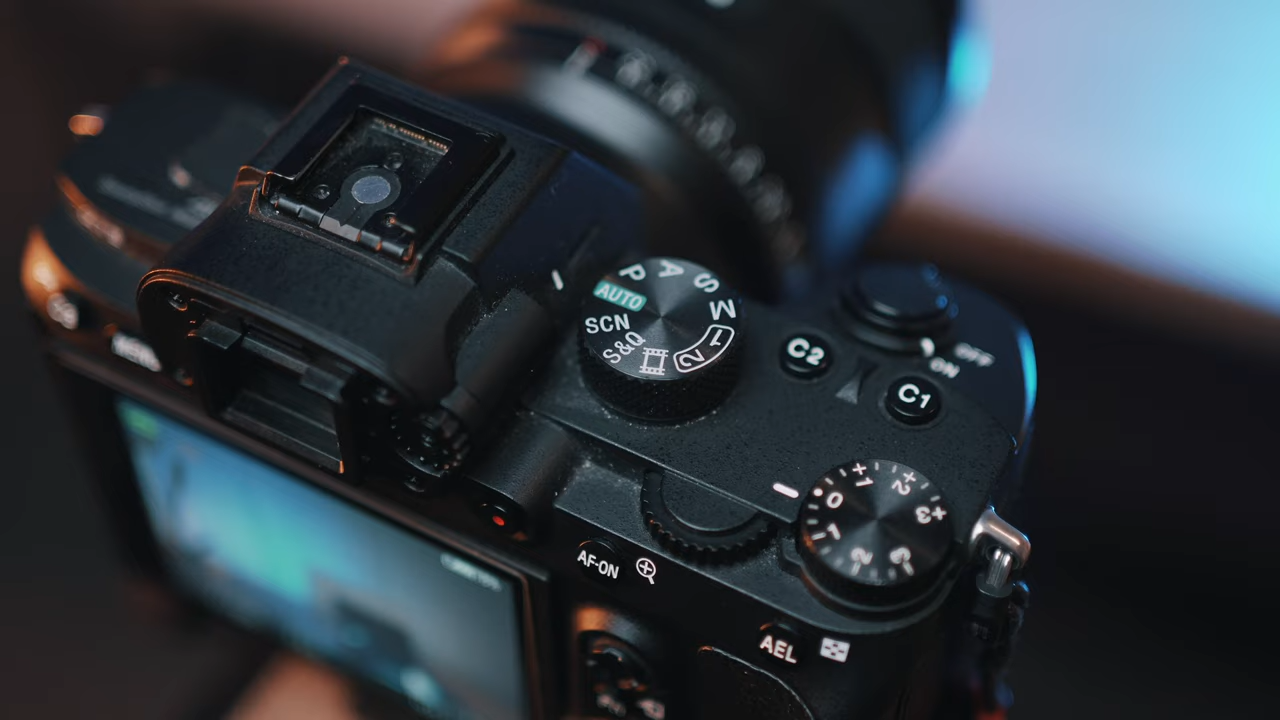 P
A
S
M
AUTO
SCN
S&Q
1
2
C2
OFF
ON
C1
+1
+2
+3
0
1
2
3
AF-ON
AEL